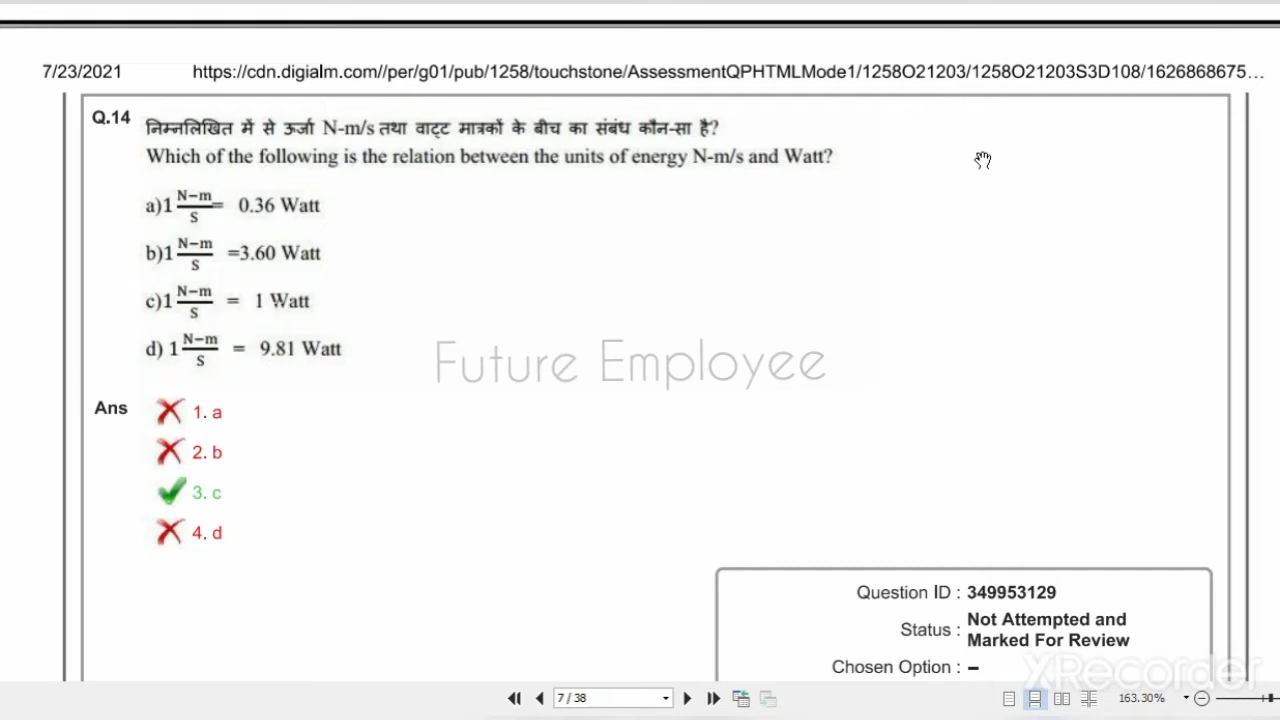 7/23/2021 https://cdn.digialm.com//per/g01/pub/1258/touchstone/AssessmentQPHTMLMode1/1258O21203/1258O21203S3D108/1626868675...
Q.14 निम्नलिखित में से ऊर्जा N-m/s तथा वाट्ट मात्रकों के बीच का संबंध कौन-सा है?
Which of the following is the relation between the units of energy N-m/s and Watt?
a)1 N−m/S = 0.36 Watt
b)1 N−m/S =3.60 Watt
c)1 N−m/S = 1 Watt
d) 1 N−m/S = 9.81 Watt
Future Employee
Ans 1. a
2. b
3. c
4. d
Question ID : 349953129
Status : Not Attempted and Marked For Review
Chosen Option : --
XRecorder
7 / 38 163.30%